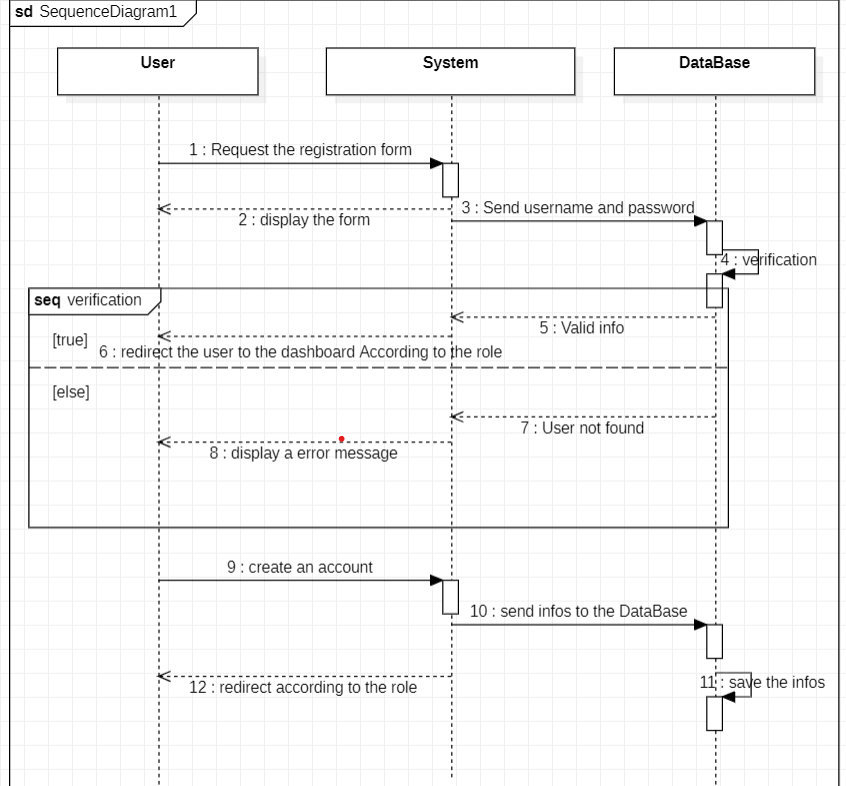 sd SequenceDiagram1
User
System
DataBase
1 : Request the registration form
2 : display the form
3 : Send username and password
4 : verification
seq verification
5 : Valid info
[true]
6 : redirect the user to the dashboard According to the role
[else]
7 : User not found
8 : display a error message
9 : create an account
10 : send infos to the DataBase
11 : save the infos
12 : redirect according to the role